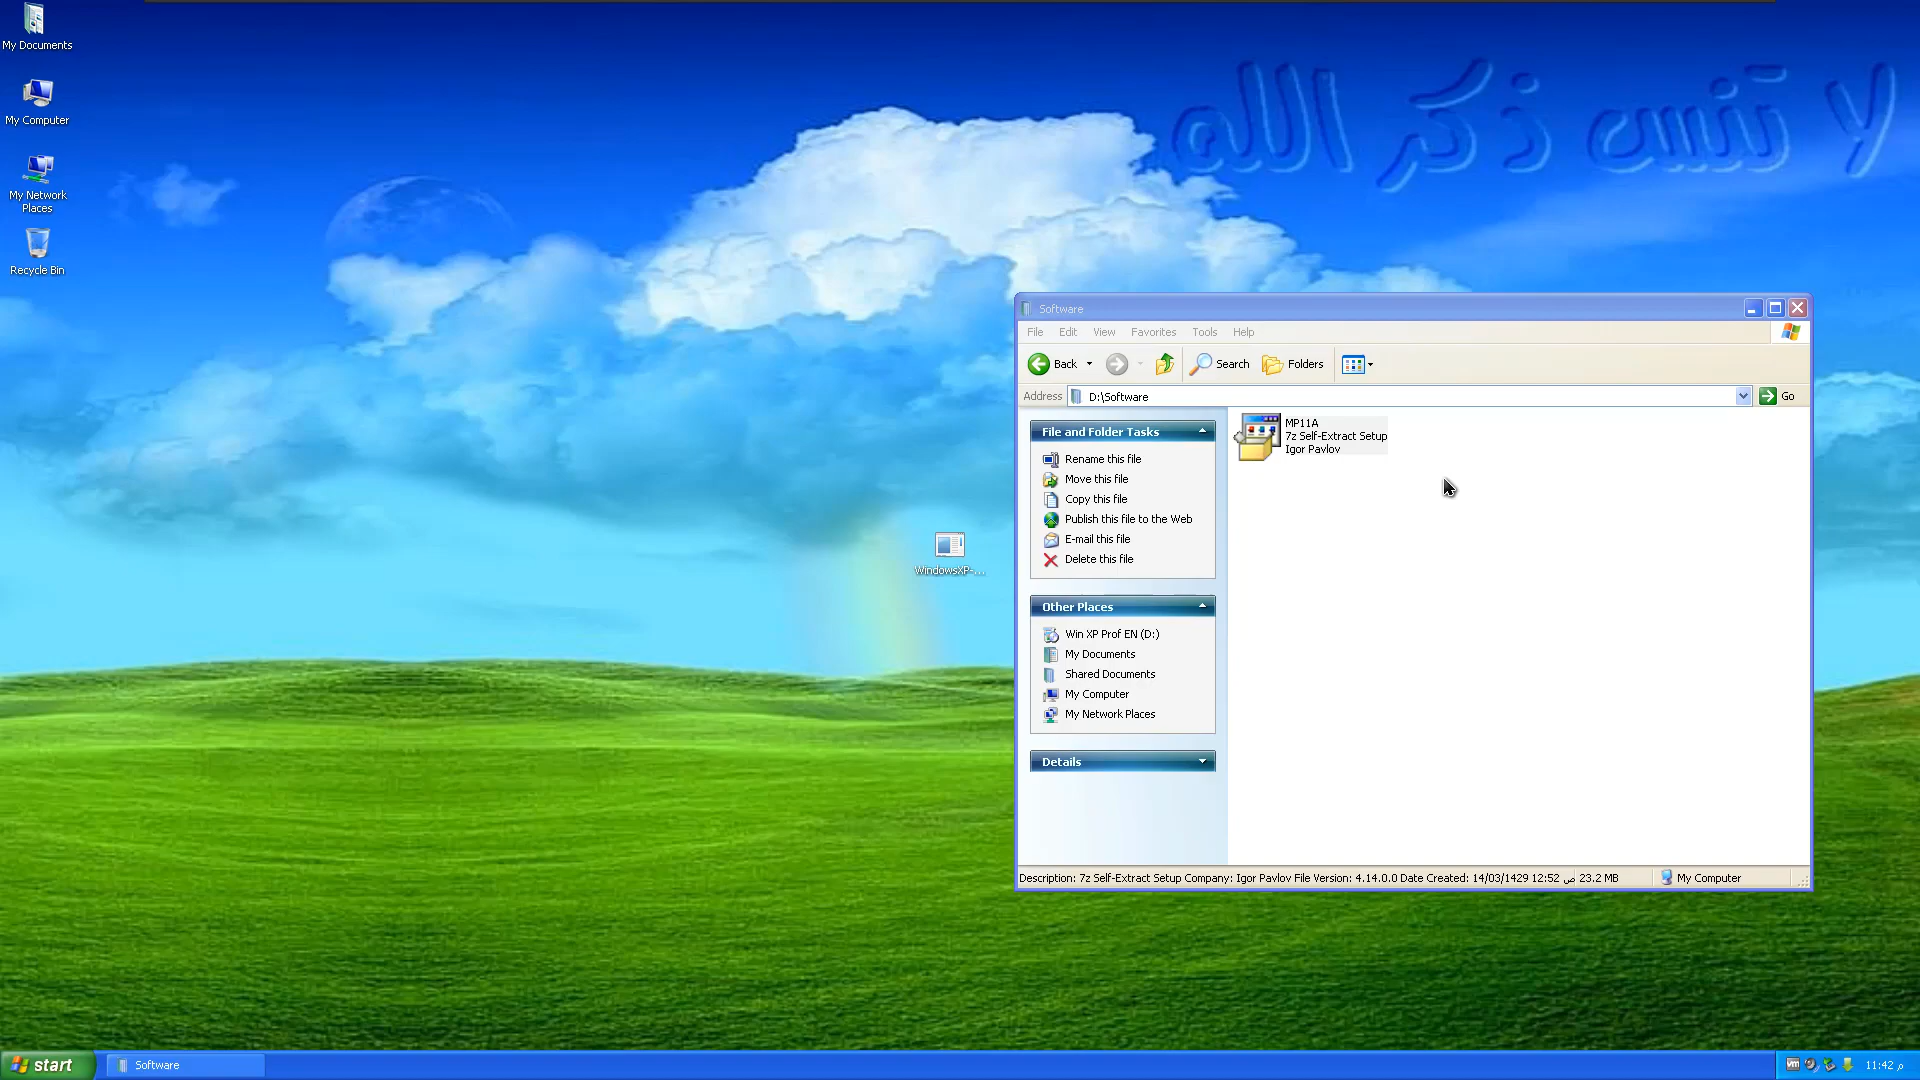 My Documents
My Computer
My Network
Places
Recycle Bin
لا تنس ذكر الله
WindowsXP-...
Software
File Edit View Favorites Tools Help
Back Search Folders
Address D:\Software Go
File and Folder Tasks
Rename this file
Move this file
Copy this file
Publish this file to the Web
E-mail this file
Delete this file
Other Places
Win XP Prof EN (D:)
My Documents
Shared Documents
My Computer
My Network Places
Details
MP11A
7z Self-Extract Setup
Igor Pavlov
Description: 7z Self-Extract Setup Company: Igor Pavlov File Version: 4.14.0.0 Date Created: 14/03/1429 12:52 ص 23.2 MB My Computer
start Software vm 11:42 م